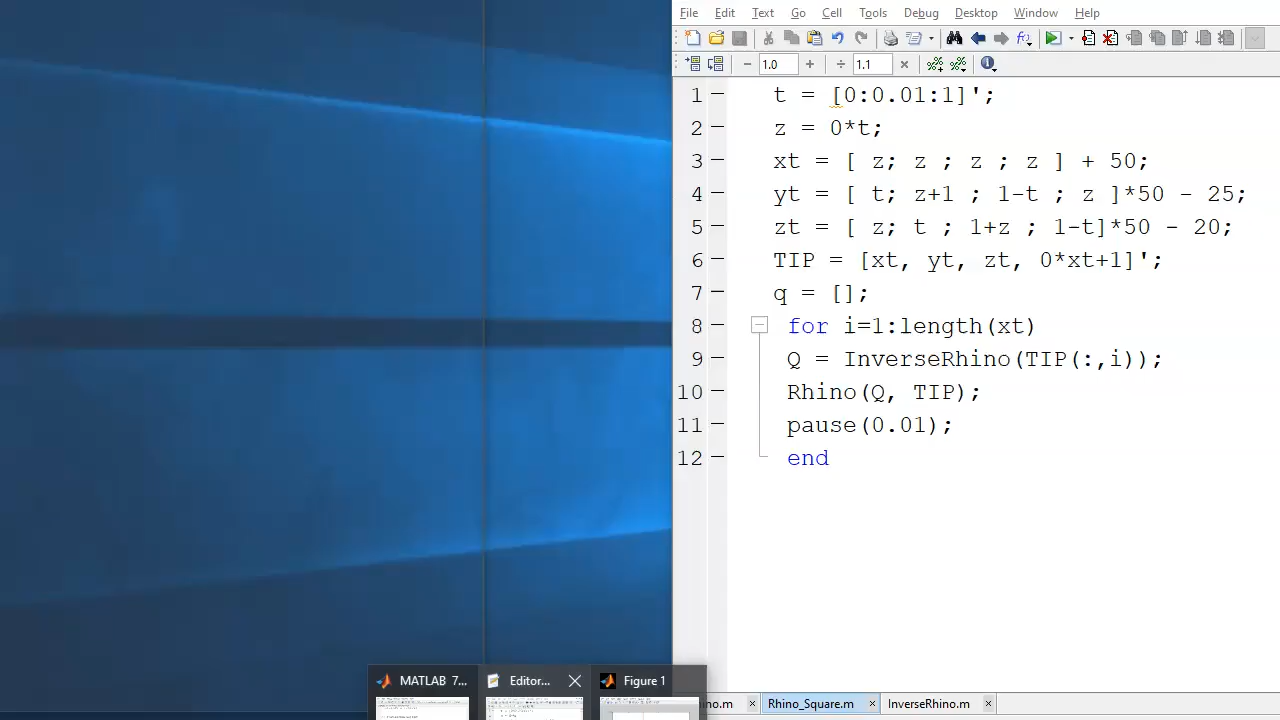 File Edit Text Go Cell Tools Debug Desktop Window Help
1.0 1.1
1 t = [0:0.01:1]';
2 z = 0*t;
3 xt = [ z; z ; z ; z ] + 50;
4 yt = [ t; z+1 ; 1-t ; z ]*50 - 25;
5 zt = [ z; t ; 1+z ; 1-t]*50 - 20;
6 TIP = [xt, yt, zt, 0*xt+1]';
7 q = [];
8 for i=1:length(xt)
9 Q = InverseRhino(TIP(:,i));
10 Rhino(Q, TIP);
11 pause(0.01);
12 end
MATLAB 7... Editor... Figure 1